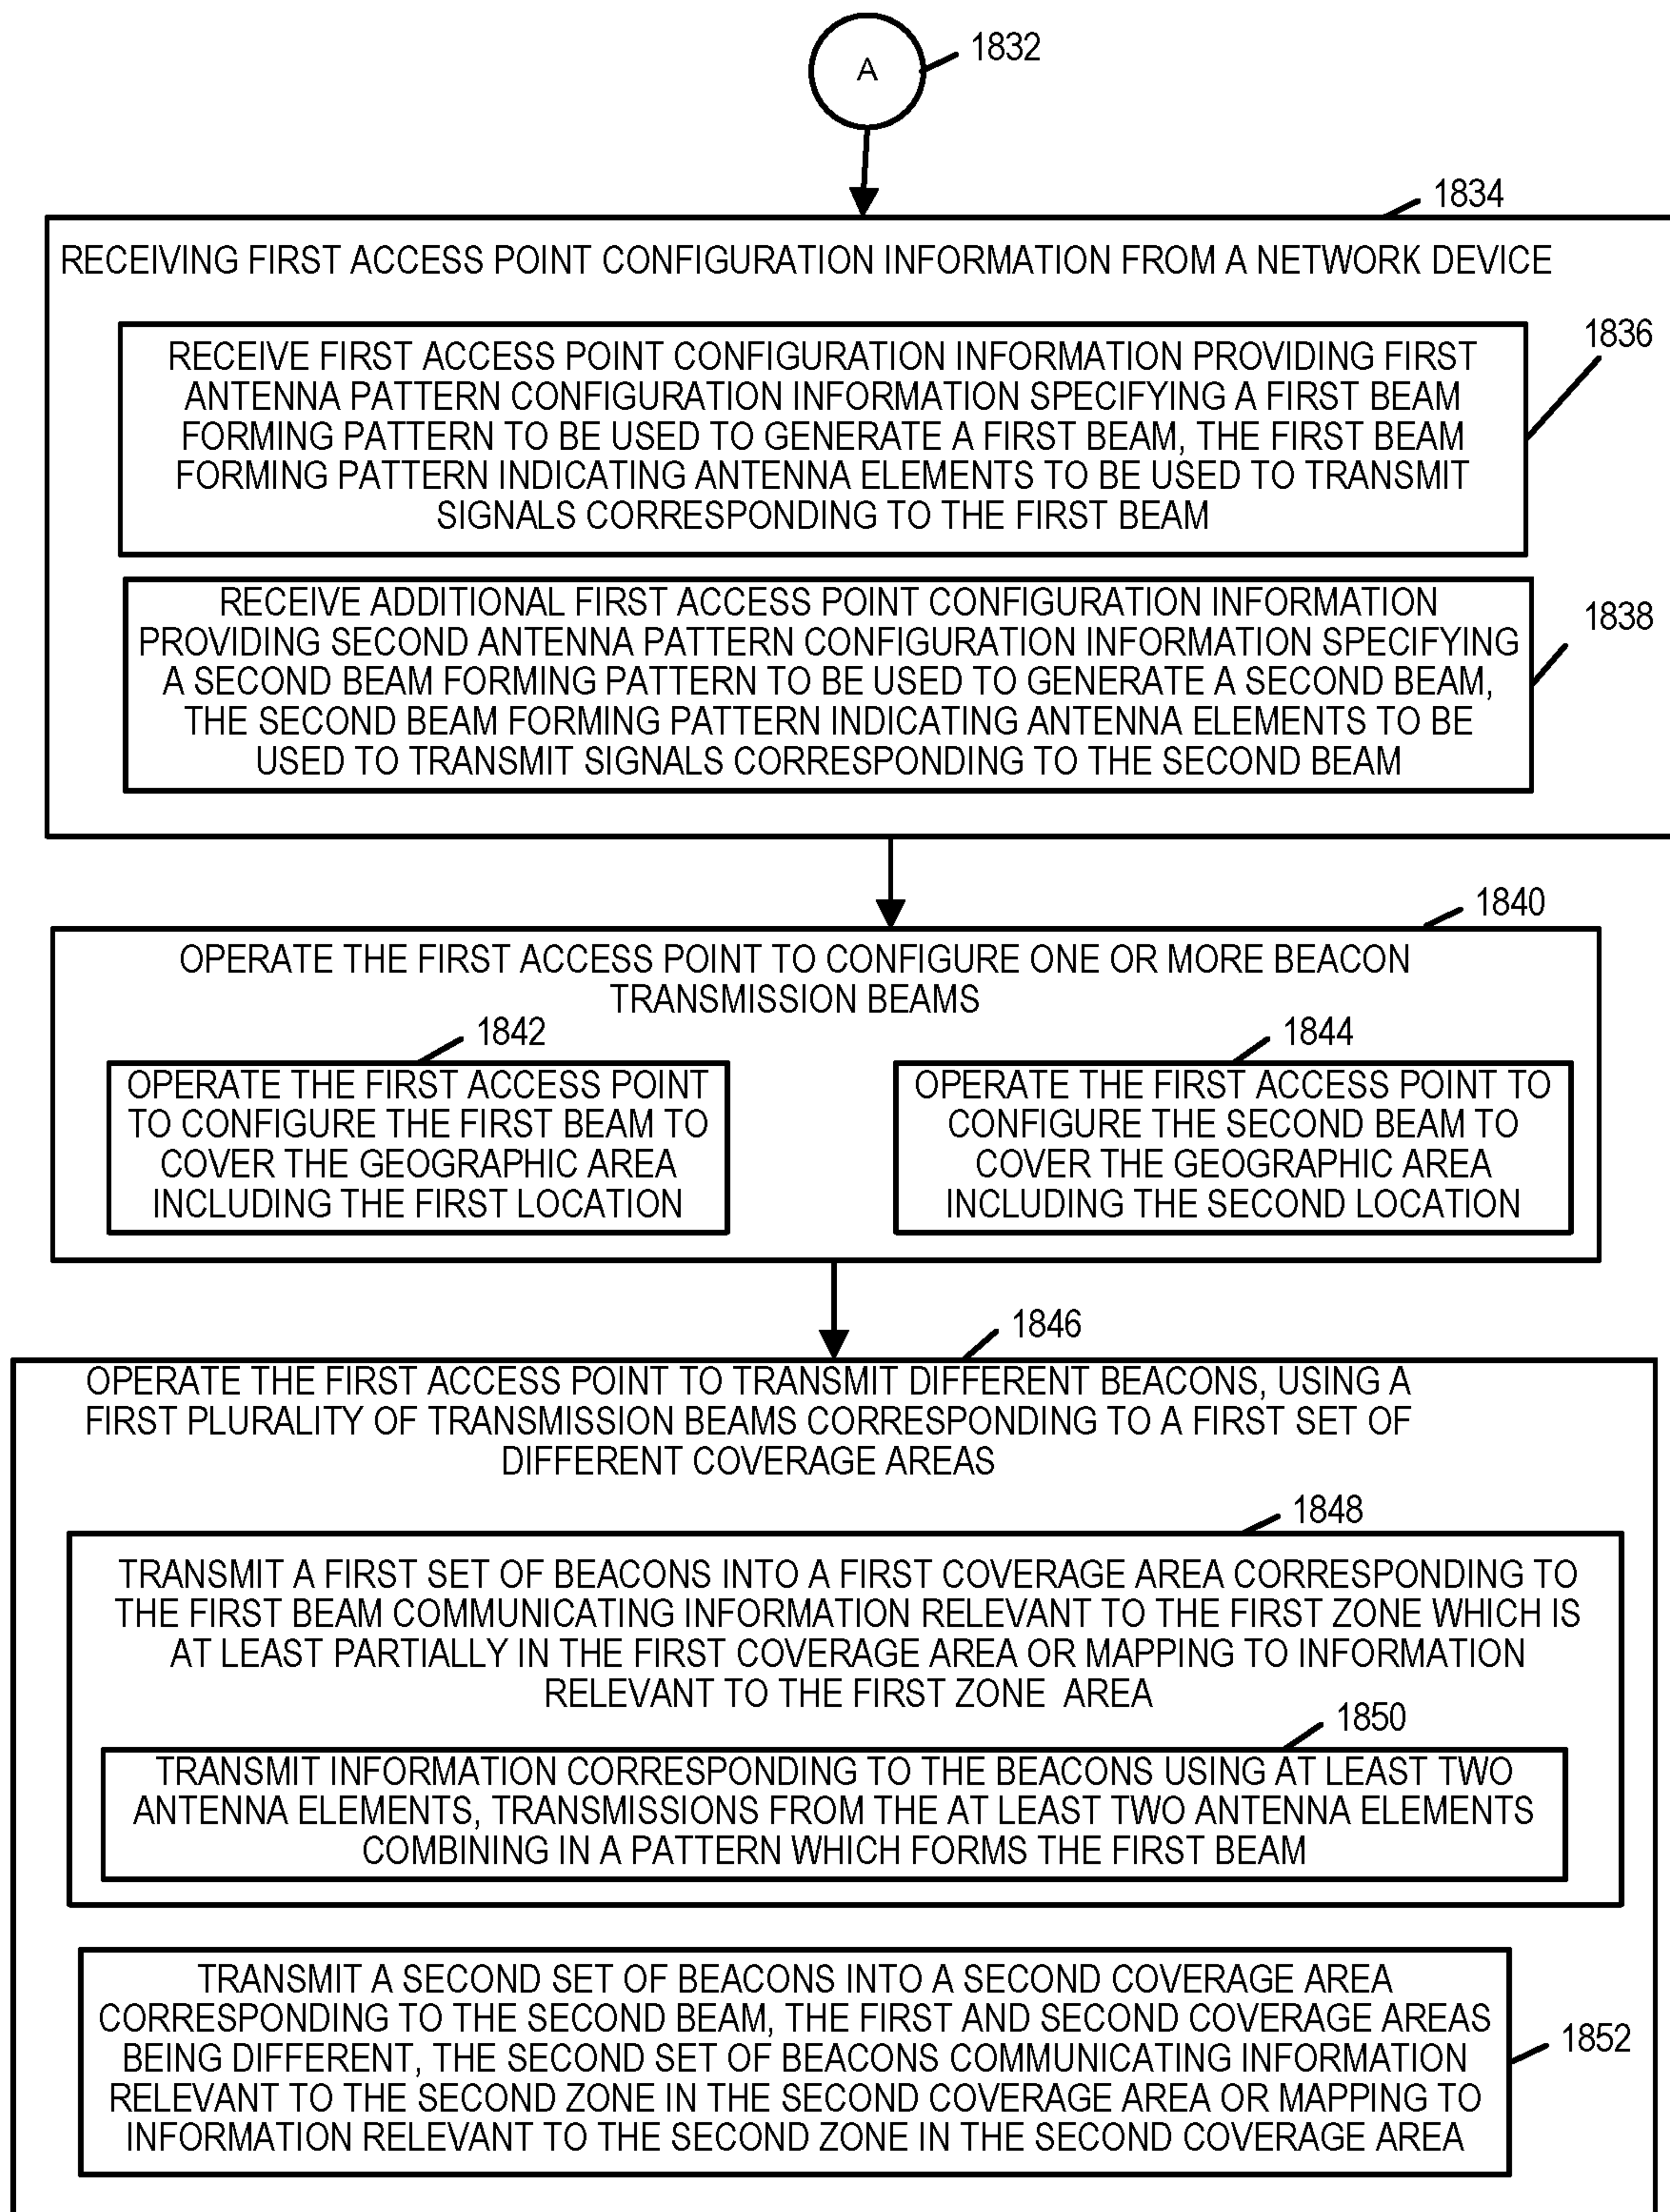 A
1832
1834
RECEIVING FIRST ACCESS POINT CONFIGURATION INFORMATION FROM A NETWORK DEVICE
1836
RECEIVE FIRST ACCESS POINT CONFIGURATION INFORMATION PROVIDING FIRST
ANTENNA PATTERN CONFIGURATION INFORMATION SPECIFYING A FIRST BEAM
FORMING PATTERN TO BE USED TO GENERATE A FIRST BEAM, THE FIRST BEAM
FORMING PATTERN INDICATING ANTENNA ELEMENTS TO BE USED TO TRANSMIT
SIGNALS CORRESPONDING TO THE FIRST BEAM
1838
RECEIVE ADDITIONAL FIRST ACCESS POINT CONFIGURATION INFORMATION
PROVIDING SECOND ANTENNA PATTERN CONFIGURATION INFORMATION SPECIFYING
A SECOND BEAM FORMING PATTERN TO BE USED TO GENERATE A SECOND BEAM,
THE SECOND BEAM FORMING PATTERN INDICATING ANTENNA ELEMENTS TO BE
USED TO TRANSMIT SIGNALS CORRESPONDING TO THE SECOND BEAM
1840
OPERATE THE FIRST ACCESS POINT TO CONFIGURE ONE OR MORE BEACON
TRANSMISSION BEAMS
1842
OPERATE THE FIRST ACCESS POINT
TO CONFIGURE THE FIRST BEAM TO
COVER THE GEOGRAPHIC AREA
INCLUDING THE FIRST LOCATION
1844
OPERATE THE FIRST ACCESS POINT TO
CONFIGURE THE SECOND BEAM TO
COVER THE GEOGRAPHIC AREA
INCLUDING THE SECOND LOCATION
1846
OPERATE THE FIRST ACCESS POINT TO TRANSMIT DIFFERENT BEACONS, USING A
FIRST PLURALITY OF TRANSMISSION BEAMS CORRESPONDING TO A FIRST SET OF
DIFFERENT COVERAGE AREAS
1848
TRANSMIT A FIRST SET OF BEACONS INTO A FIRST COVERAGE AREA CORRESPONDING TO
THE FIRST BEAM COMMUNICATING INFORMATION RELEVANT TO THE FIRST ZONE WHICH IS
AT LEAST PARTIALLY IN THE FIRST COVERAGE AREA OR MAPPING TO INFORMATION
RELEVANT TO THE FIRST ZONE AREA
1850
TRANSMIT INFORMATION CORRESPONDING TO THE BEACONS USING AT LEAST TWO
ANTENNA ELEMENTS, TRANSMISSIONS FROM THE AT LEAST TWO ANTENNA ELEMENTS
COMBINING IN A PATTERN WHICH FORMS THE FIRST BEAM
TRANSMIT A SECOND SET OF BEACONS INTO A SECOND COVERAGE AREA
CORRESPONDING TO THE SECOND BEAM, THE FIRST AND SECOND COVERAGE AREAS
BEING DIFFERENT, THE SECOND SET OF BEACONS COMMUNICATING INFORMATION
RELEVANT TO THE SECOND ZONE IN THE SECOND COVERAGE AREA OR MAPPING TO
INFORMATION RELEVANT TO THE SECOND ZONE IN THE SECOND COVERAGE AREA
1852